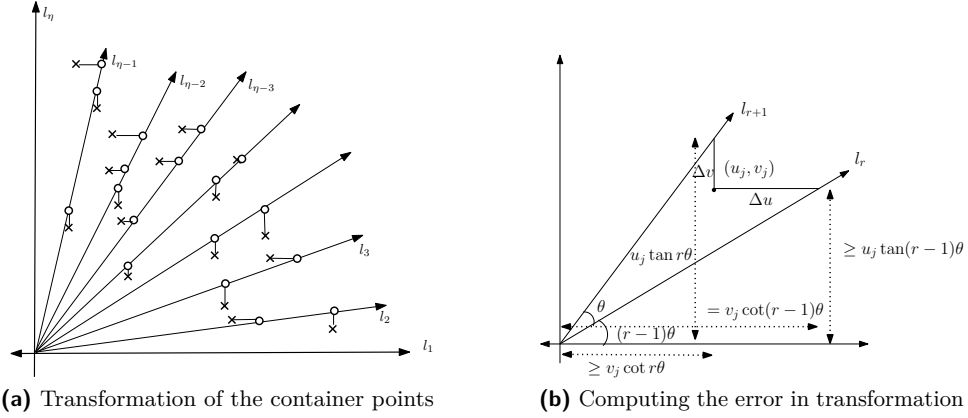 l_η
l_{η−1}
l_{η−2}
l_{η−3}
l_3
l_2
l_1
(a) Transformation of the container points
l_{r+1}
Δv
(u_j, v_j)
l_r
Δu
u_j tan rθ
≥ u_j tan(r − 1)θ
θ
= v_j cot(r − 1)θ
(r − 1)θ
≥ v_j cot rθ
(b) Computing the error in transformation